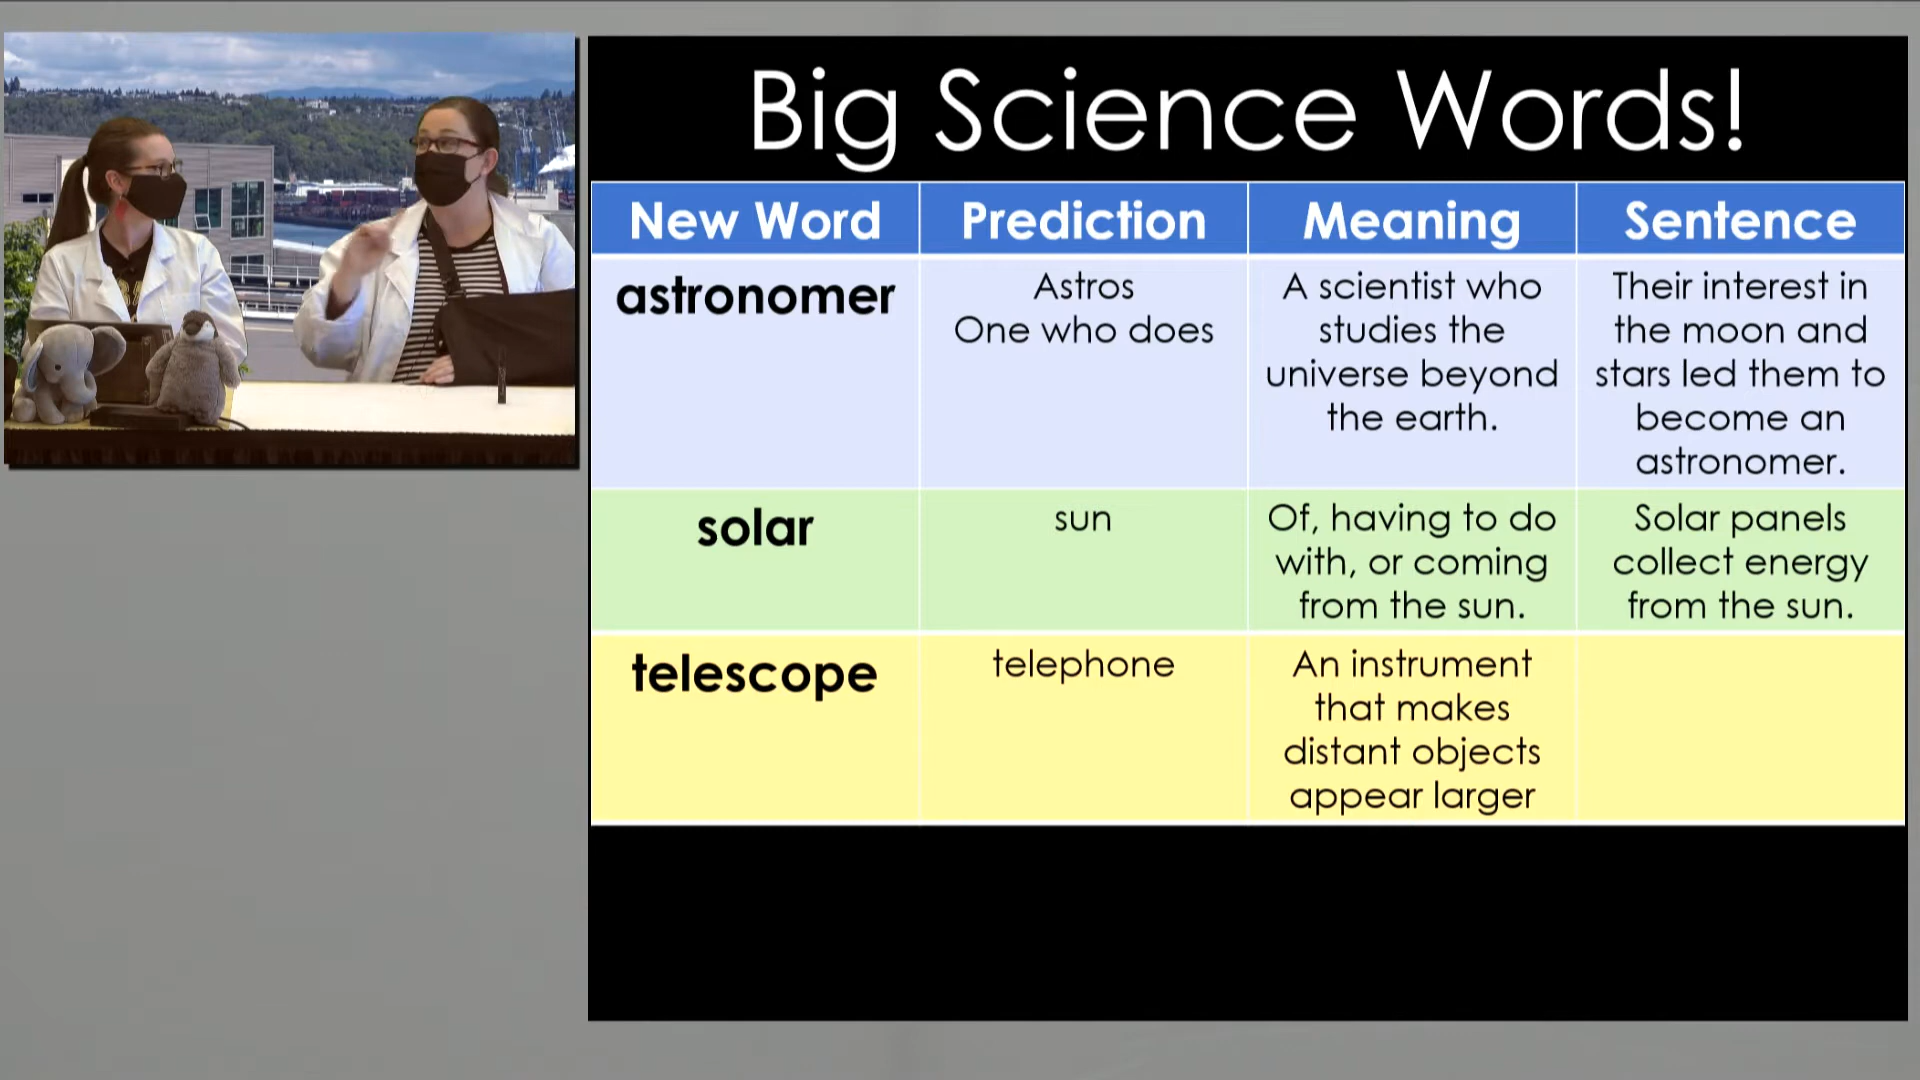 Big Science Words!
New Word
Prediction
Meaning
Sentence
astronomer
Astros
One who does
A scientist who
studies the
universe beyond
the earth.
Their interest in
the moon and
stars led them to
become an
astronomer.
solar
sun
Of, having to do
with, or coming
from the sun.
Solar panels
collect energy
from the sun.
telescope
telephone
An instrument
that makes
distant objects
appear larger